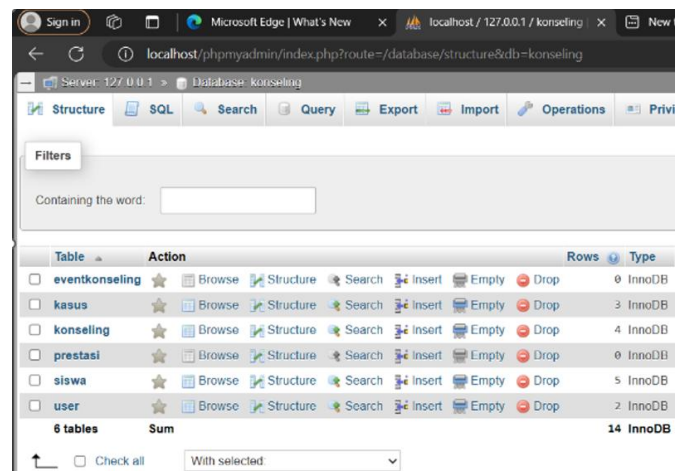 Sign in Microsoft Edge | What's New × localhost / 127.0.0.1 / konseling | × New
localhost/phpmyadmin/index.php?route=/database/structure&db=konseling
Server: 127.0.0.1 » Database: konseling
Structure SQL Search Query Export Import Operations Privi
Filters
Containing the word:
Table Action Rows Type
eventkonseling Browse Structure Search Insert Empty Drop 0 InnoDB
kasus Browse Structure Search Insert Empty Drop 3 InnoDB
konseling Browse Structure Search Insert Empty Drop 4 InnoDB
prestasi Browse Structure Search Insert Empty Drop 0 InnoDB
siswa Browse Structure Search Insert Empty Drop 5 InnoDB
user Browse Structure Search Insert Empty Drop 2 InnoDB
6 tables Sum 14 InnoDB
Check all With selected: